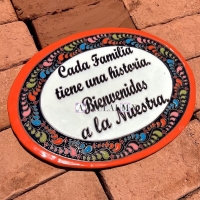 Cada Familia
tiene una historia.
Bienvenidos
a la Nuestra.